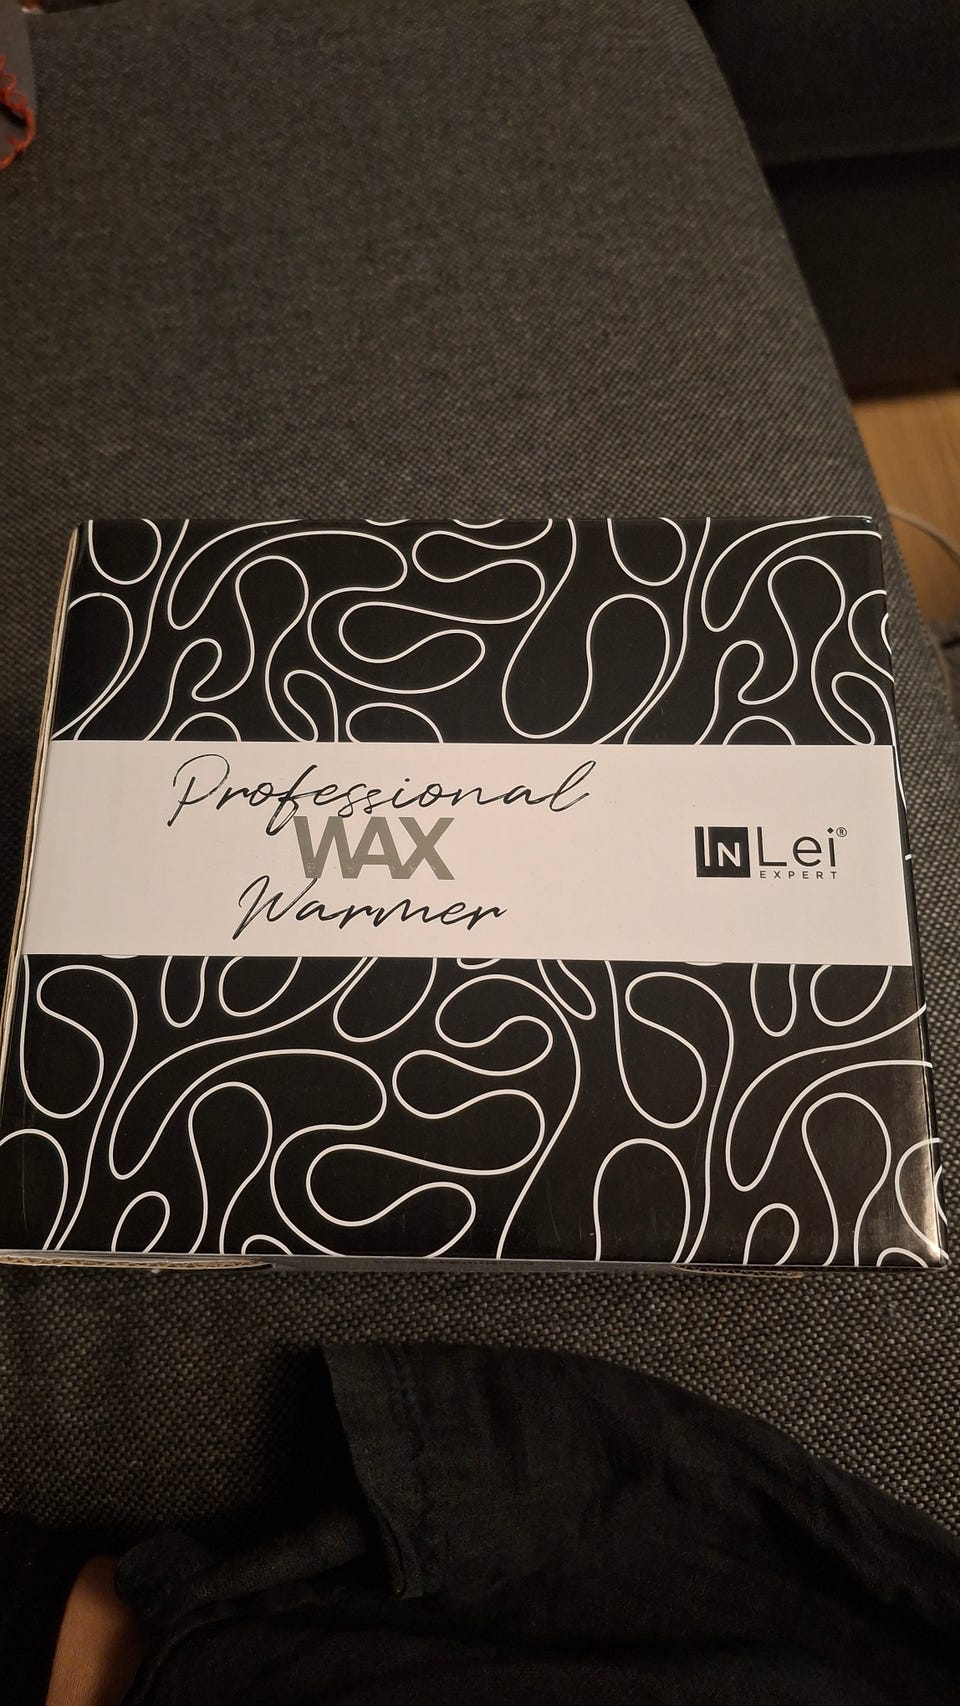 Professional
WAX
Warmer
INLei®
EXPERT